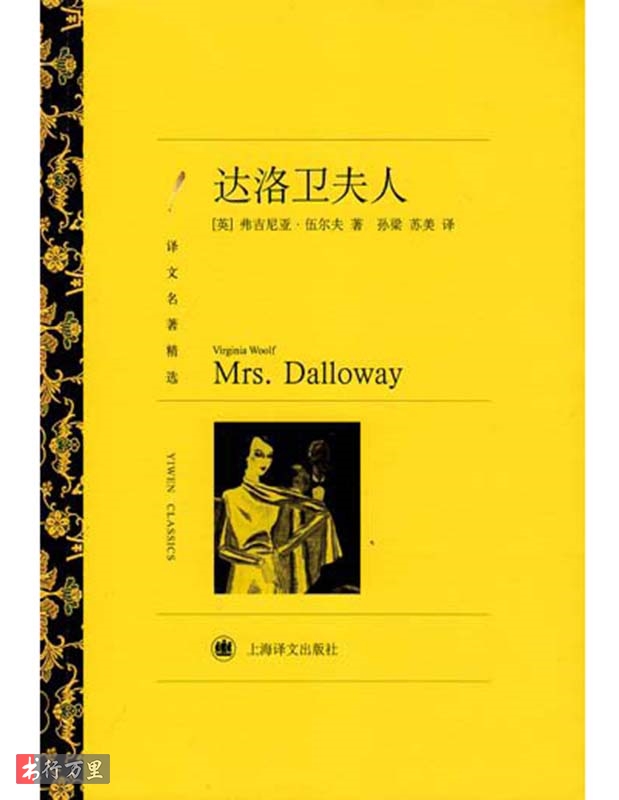 达洛卫夫人
[英] 弗吉尼亚·伍尔夫 著 孙梁 苏美 译
译文名著精选
Virginia Woolf
Mrs. Dalloway
YIWEN CLASSICS
上海译文出版社
书行万里